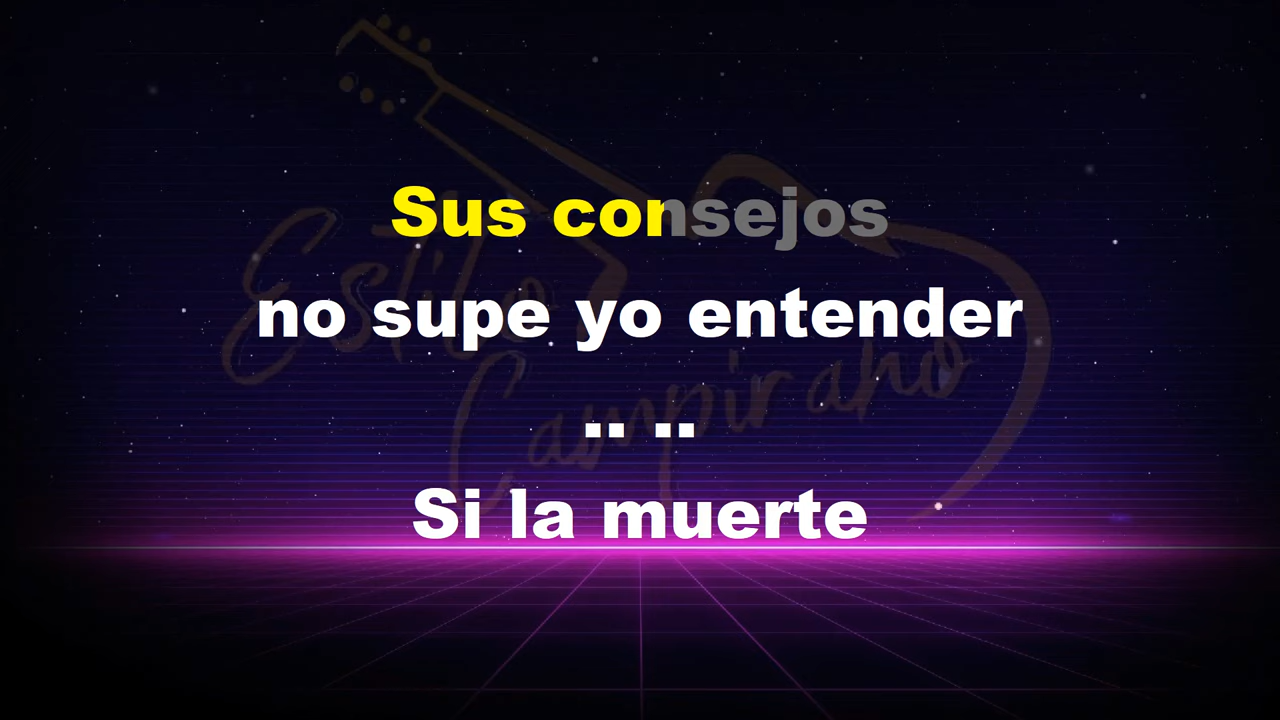 Sus consejos
no supe yo entender
.. ..
Si la muerte
Estilo
Campirano